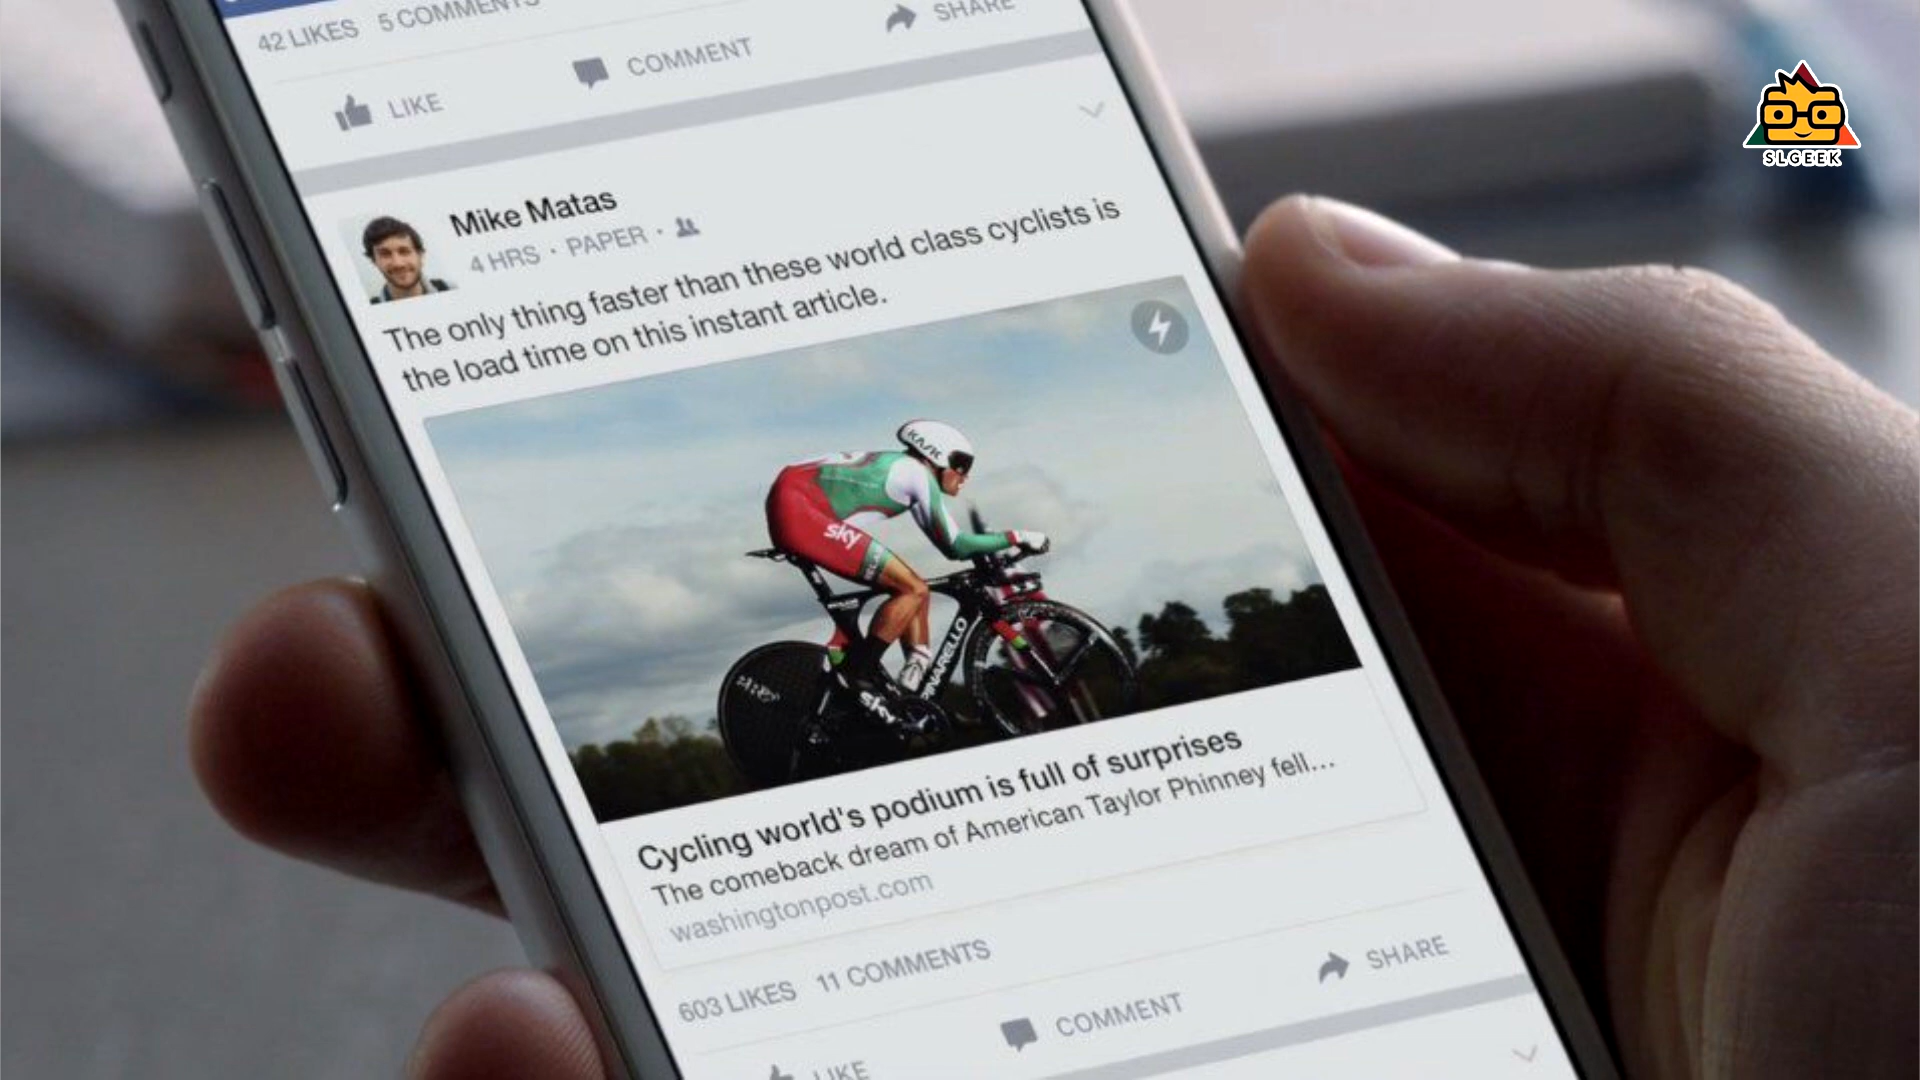 42 LIKES 5 COMMENTS
SHARE
LIKE
COMMENT
Mike Matas
4 HRS · PAPER ·
The only thing faster than these world class cyclists is
the load time on this instant article.
KASK
sky
PINARELLO
sky
Cycling world's podium is full of surprises
The comeback dream of American Taylor Phinney fell...
washingtonpost.com
603 LIKES 11 COMMENTS
LIKE
COMMENT
SHARE
SLGEEK